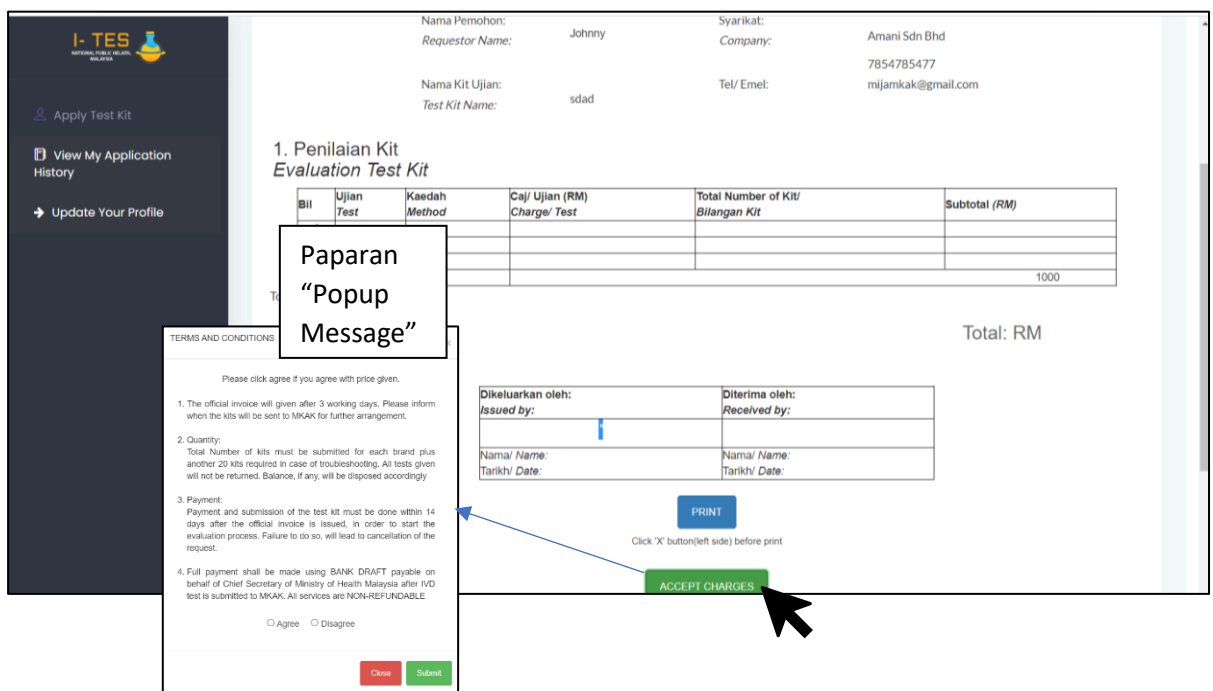 I- TES
NATIONAL PUBLIC HEALTH
MALAYSIA
Apply Test Kit
View My Application
History
Update Your Profile
Nama Pemohon:
Requestor Name:
Johnny
Syarikat:
Company:
Amani Sdn Bhd
7854785477
Nama Kit Ujian:
Test Kit Name:
sdad
Tel/ Emel:
mijamkak@gmail.com
1. Penilaian Kit
Evaluation Test Kit
Bil
Ujian
Test
Kaedah
Method
Caj/ Ujian (RM)
Charge/ Test
Total Number of Kit/
Bilangan Kit
Subtotal (RM)
1000
Paparan
“Popup
Message”
Total: RM
TERMS AND CONDITIONS
Please click agree if you agree with price given.
1. The official invoice will given after 3 working days. Please inform
when the kits will be sent to MKAK for further arrangement.
2. Quantity:
Total Number of kits must be submitted for each brand plus
another 20 kits required in case of troubleshooting. All tests given
will not be returned. Balance, if any, will be disposed accordingly
3. Payment:
Payment and submission of the test kit must be done within 14
days after the official invoice is issued, in order to start the
evaluation process. Failure to do so, will lead to cancellation of the
request.
4. Full payment shall be made using BANK DRAFT payable on
behalf of Chief Secretary of Ministry of Health Malaysia after IVD
test is submitted to MKAK. All services are NON-REFUNDABLE
Agree Disagree
Close Submit
Dikeluarkan oleh:
Issued by:
Diterima oleh:
Received by:
Nama/ Name:
Tarikh/ Date:
Nama/ Name:
Tarikh/ Date:
PRINT
Click 'X' button(left side) before print
ACCEPT CHARGES